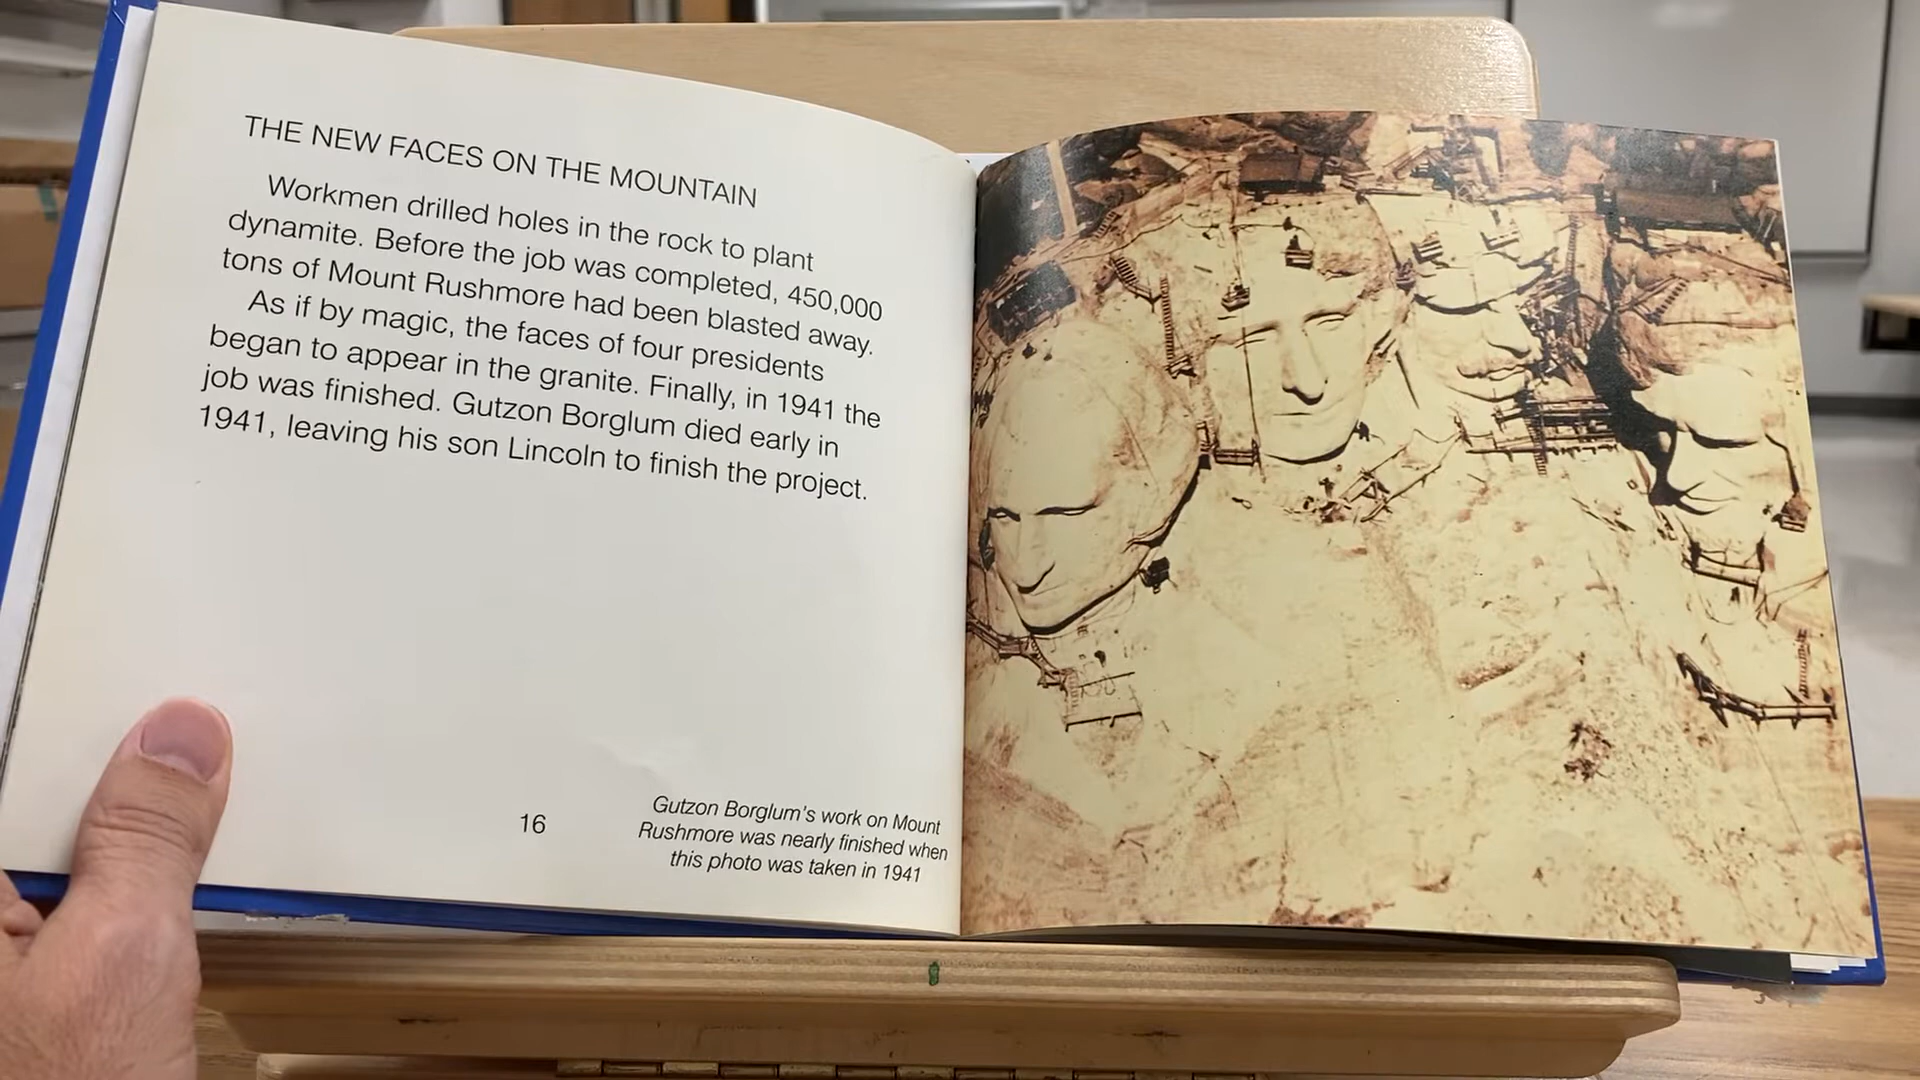 THE NEW FACES ON THE MOUNTAIN
Workmen drilled holes in the rock to plant
dynamite. Before the job was completed, 450,000
tons of Mount Rushmore had been blasted away.
As if by magic, the faces of four presidents
began to appear in the granite. Finally, in 1941 the
job was finished. Gutzon Borglum died early in
1941, leaving his son Lincoln to finish the project.
16
Gutzon Borglum's work on Mount
Rushmore was nearly finished when
this photo was taken in 1941